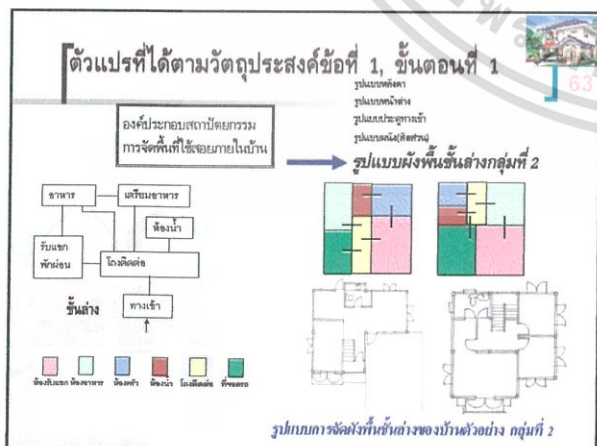 ตัวแปรที่ได้ตามวัตถุประสงค์ข้อที่ 1, ขั้นตอนที่ 1
63
รูปแบบหลังคา
รูปแบบหน้าต่าง
รูปแบบประตูทางเข้า
รูปแบบผนัง(สัดส่วน)
องค์ประกอบสถาปัตยกรรม
การจัดพื้นที่ใช้สอยภายในบ้าน
รูปแบบผังพื้นชั้นล่างกลุ่มที่ 2
อาหาร
เตรียมอาหาร
ห้องน้ำ
รับแขก
พักผ่อน
โถงติดต่อ
ชั้นล่าง
ทางเข้า
ห้องรับแขก ห้องอาหาร ห้องครัว ห้องน้ำ โถงติดต่อ ที่จอดรถ
รูปแบบการจัดผังพื้นชั้นล่างของบ้านตัวอย่าง กลุ่มที่ 2